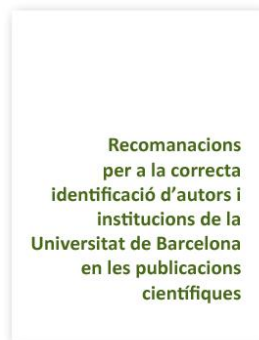 Recomanacions
per a la correcta
identificació d'autors i
institucions de la
Universitat de Barcelona
en les publicacions
científiques